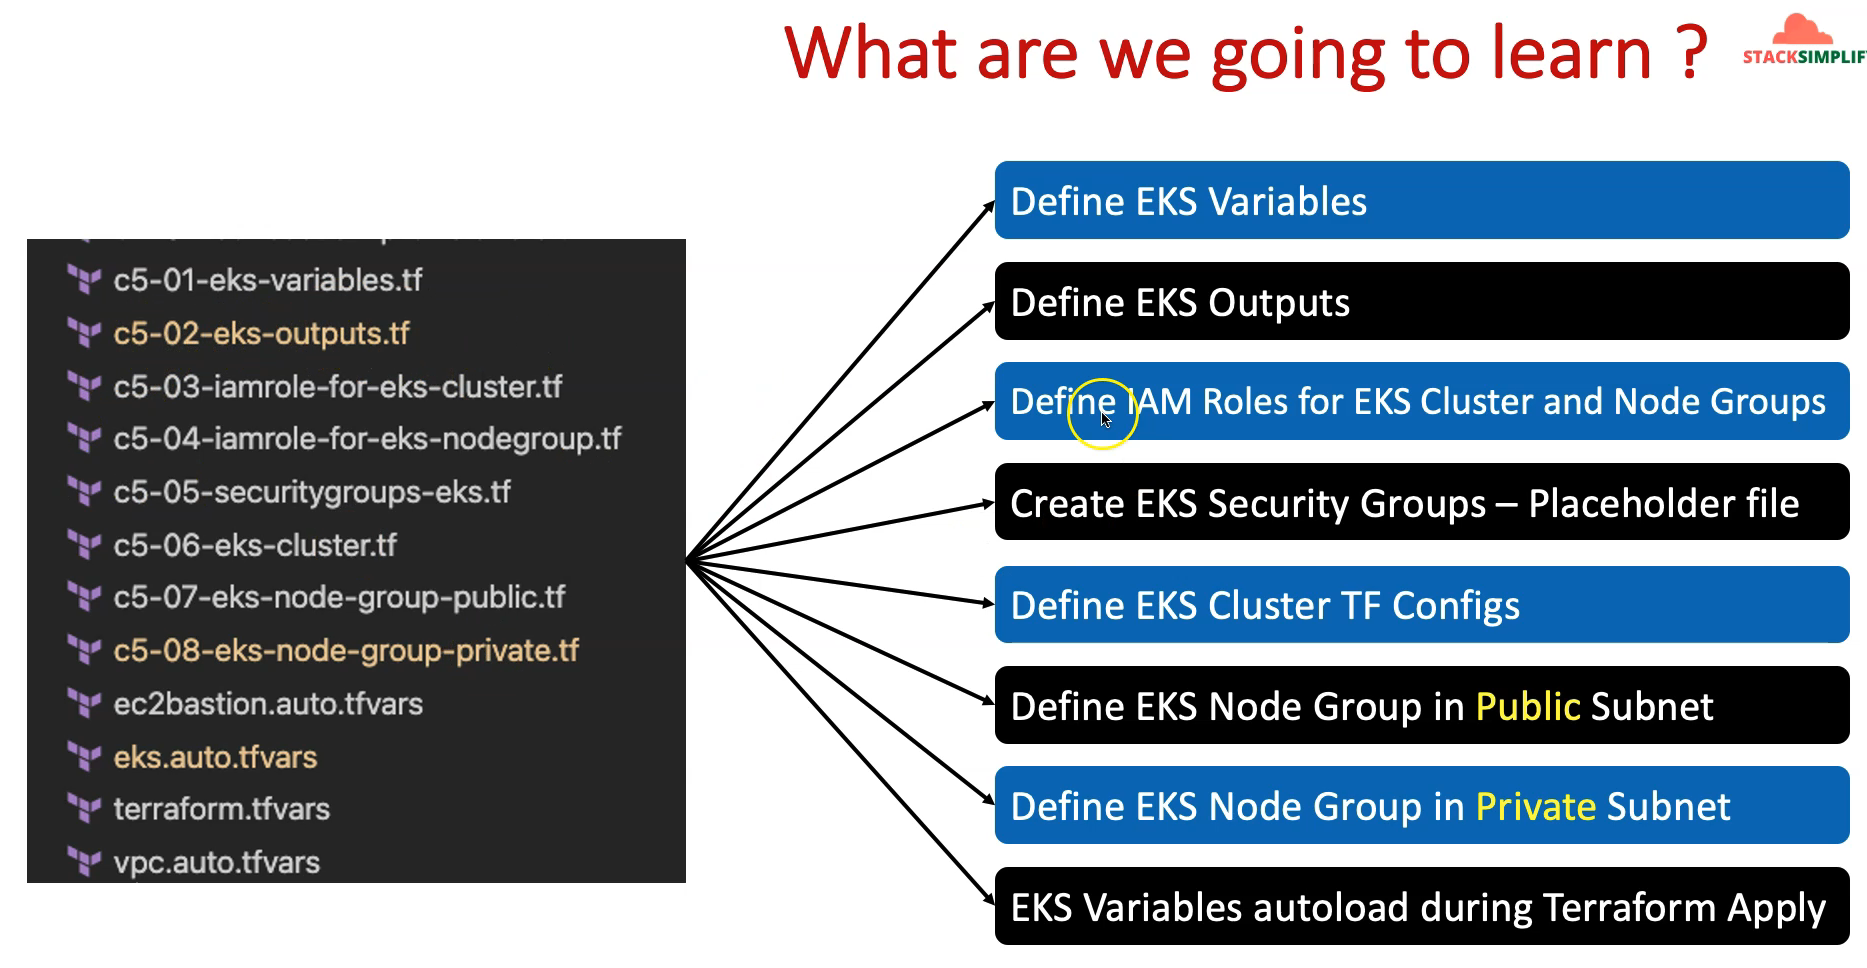 What are we going to learn ?
STACKSIMPLIF
c5-01-eks-variables.tf
c5-02-eks-outputs.tf
c5-03-iamrole-for-eks-cluster.tf
c5-04-iamrole-for-eks-nodegroup.tf
c5-05-securitygroups-eks.tf
c5-06-eks-cluster.tf
c5-07-eks-node-group-public.tf
c5-08-eks-node-group-private.tf
ec2bastion.auto.tfvars
eks.auto.tfvars
terraform.tfvars
vpc.auto.tfvars
Define EKS Variables
Define EKS Outputs
Define IAM Roles for EKS Cluster and Node Groups
Create EKS Security Groups – Placeholder file
Define EKS Cluster TF Configs
Define EKS Node Group in Public Subnet
Define EKS Node Group in Private Subnet
EKS Variables autoload during Terraform Apply